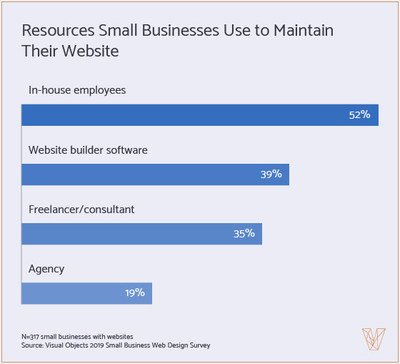 Resources Small Businesses Use to Maintain
Their Website
In-house employees
52%
Website builder software
39%
Freelancer/consultant
35%
Agency
19%
N=317 small businesses with websites
Source: Visual Objects 2019 Small Business Web Design Survey